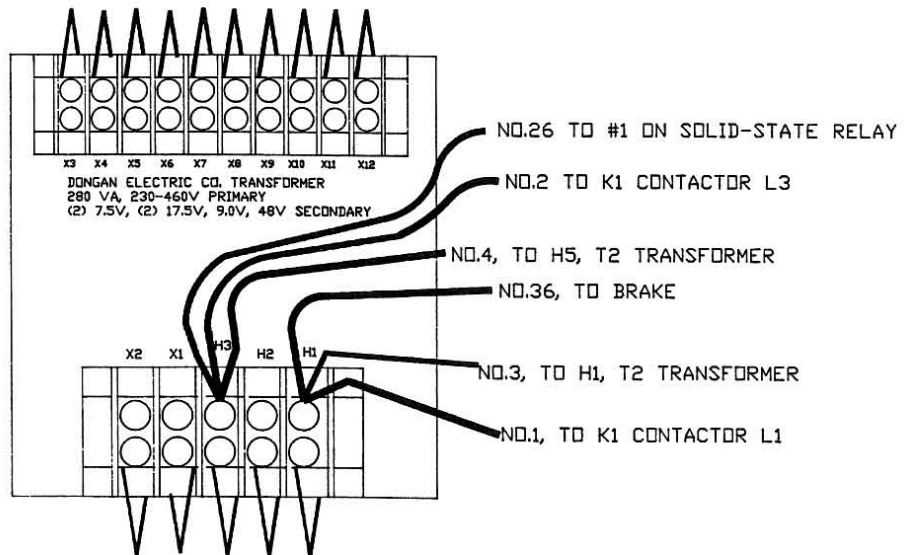 X3 X4 X5 X6 X7 X8 X9 X10 X11 X12
DONGAN ELECTRIC CO. TRANSFORMER
280 VA, 230-460V PRIMARY
(2) 7.5V, (2) 17.5V, 9.0V, 48V SECONDARY
NO.26 TO #1 ON SOLID-STATE RELAY
NO.2 TO K1 CONTACTOR L3
NO.4, TO H5, T2 TRANSFORMER
NO.36, TO BRAKE
X2 X1 H3 H2 H1
NO.3, TO H1, T2 TRANSFORMER
NO.1, TO K1 CONTACTOR L1